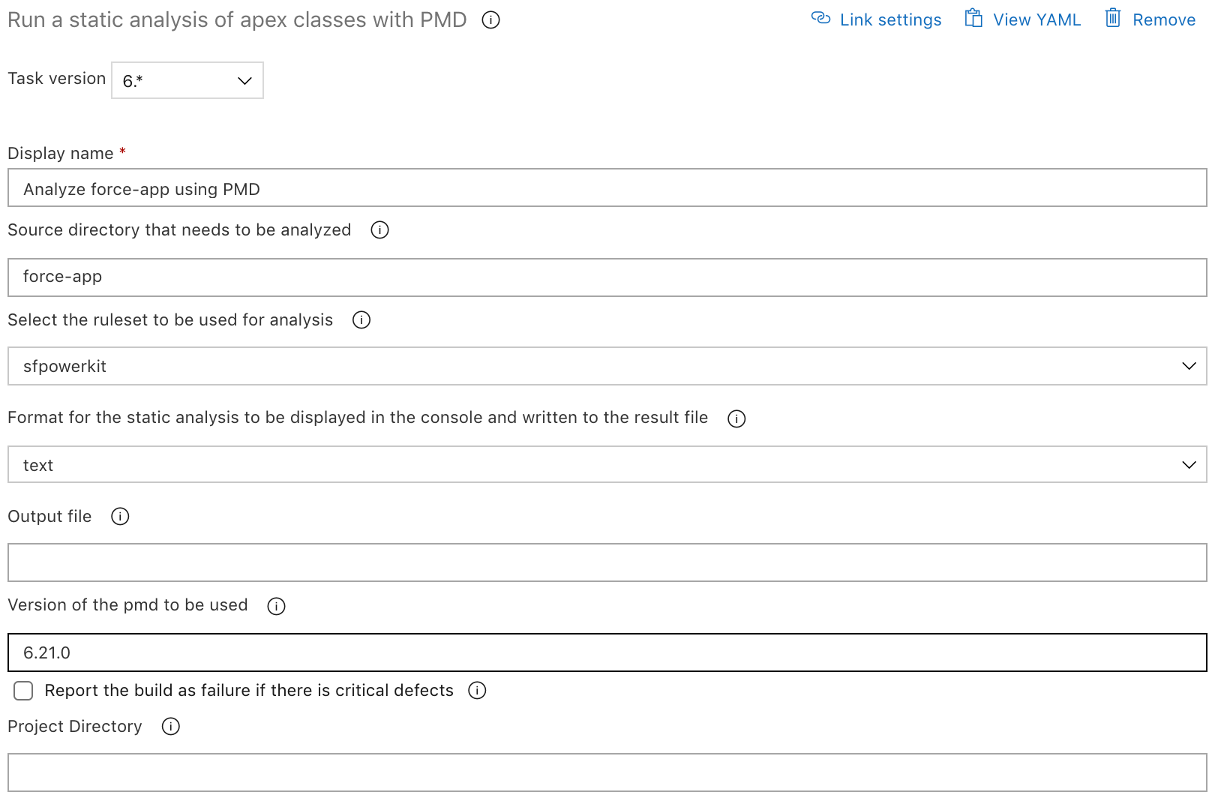 Run a static analysis of apex classes with PMD Link settings View YAML Remove
Task version 6.*
Display name *
Analyze force-app using PMD
Source directory that needs to be analyzed
force-app
Select the ruleset to be used for analysis
sfpowerkit
Format for the static analysis to be displayed in the console and written to the result file
text
Output file
Version of the pmd to be used
6.21.0
Report the build as failure if there is critical defects
Project Directory